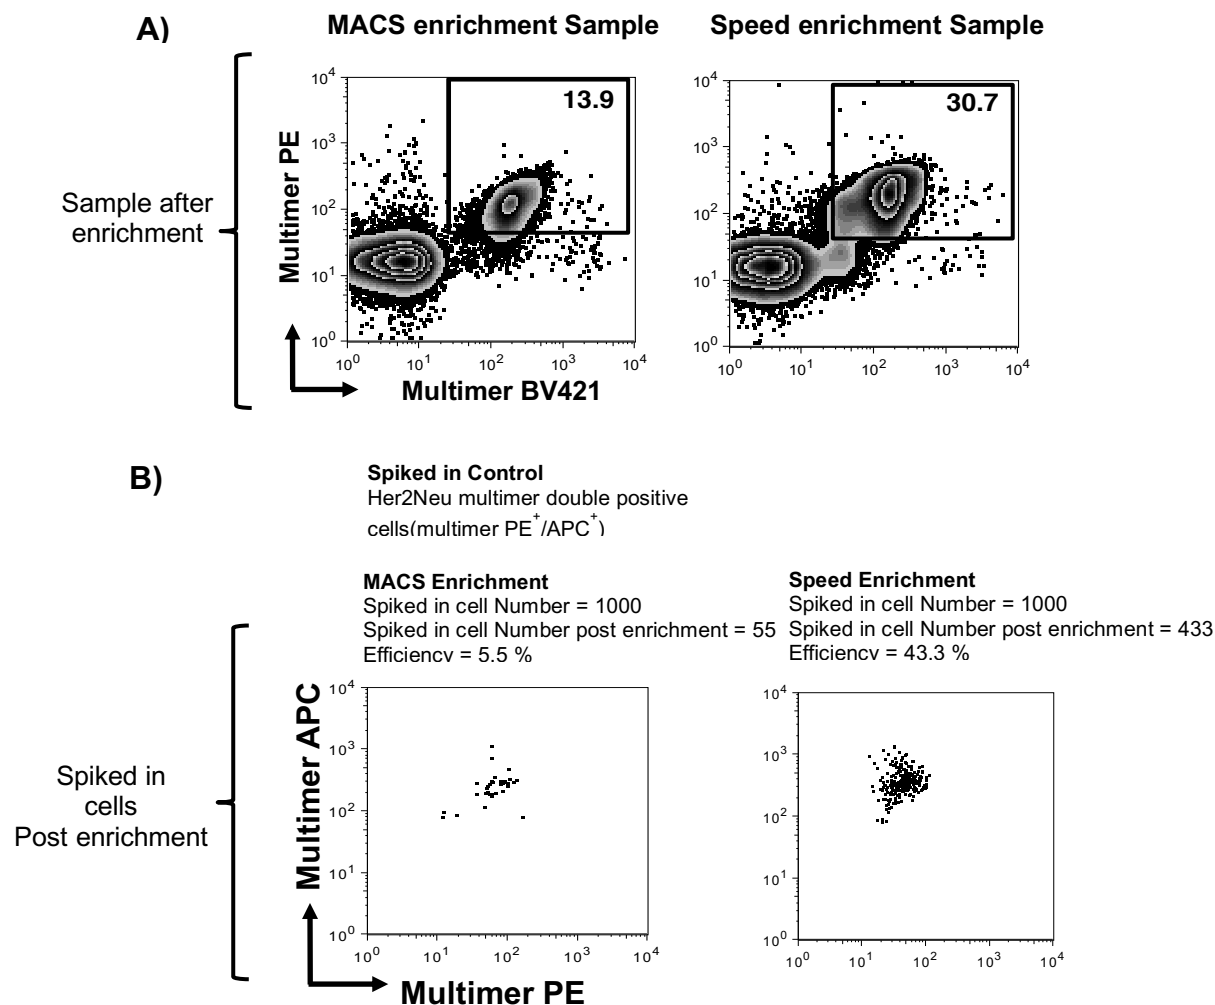 A)
MACS enrichment Sample
Speed enrichment Sample
Sample after
enrichment
Multimer PE
10^4
10^3
10^2
10^1
10^0
13.9
10^0 10^1 10^2 10^3 10^4
10^4
10^3
10^2
10^1
10^0
30.7
10^0 10^1 10^2 10^3 10^4
Multimer BV421
B)
Spiked in Control
Her2Neu multimer double positive
cells(multimer PE^+/APC^+)
MACS Enrichment
Spiked in cell Number = 1000
Spiked in cell Number post enrichment = 55
Efficiency = 5.5 %
Speed Enrichment
Spiked in cell Number = 1000
Spiked in cell Number post enrichment = 433
Efficiency = 43.3 %
Spiked in
cells
Post enrichment
Multimer APC
10^4
10^3
10^2
10^1
10^0
10^0 10^1 10^2 10^3 10^4
10^4
10^3
10^2
10^1
10^0
10^0 10^1 10^2 10^3 10^4
Multimer PE